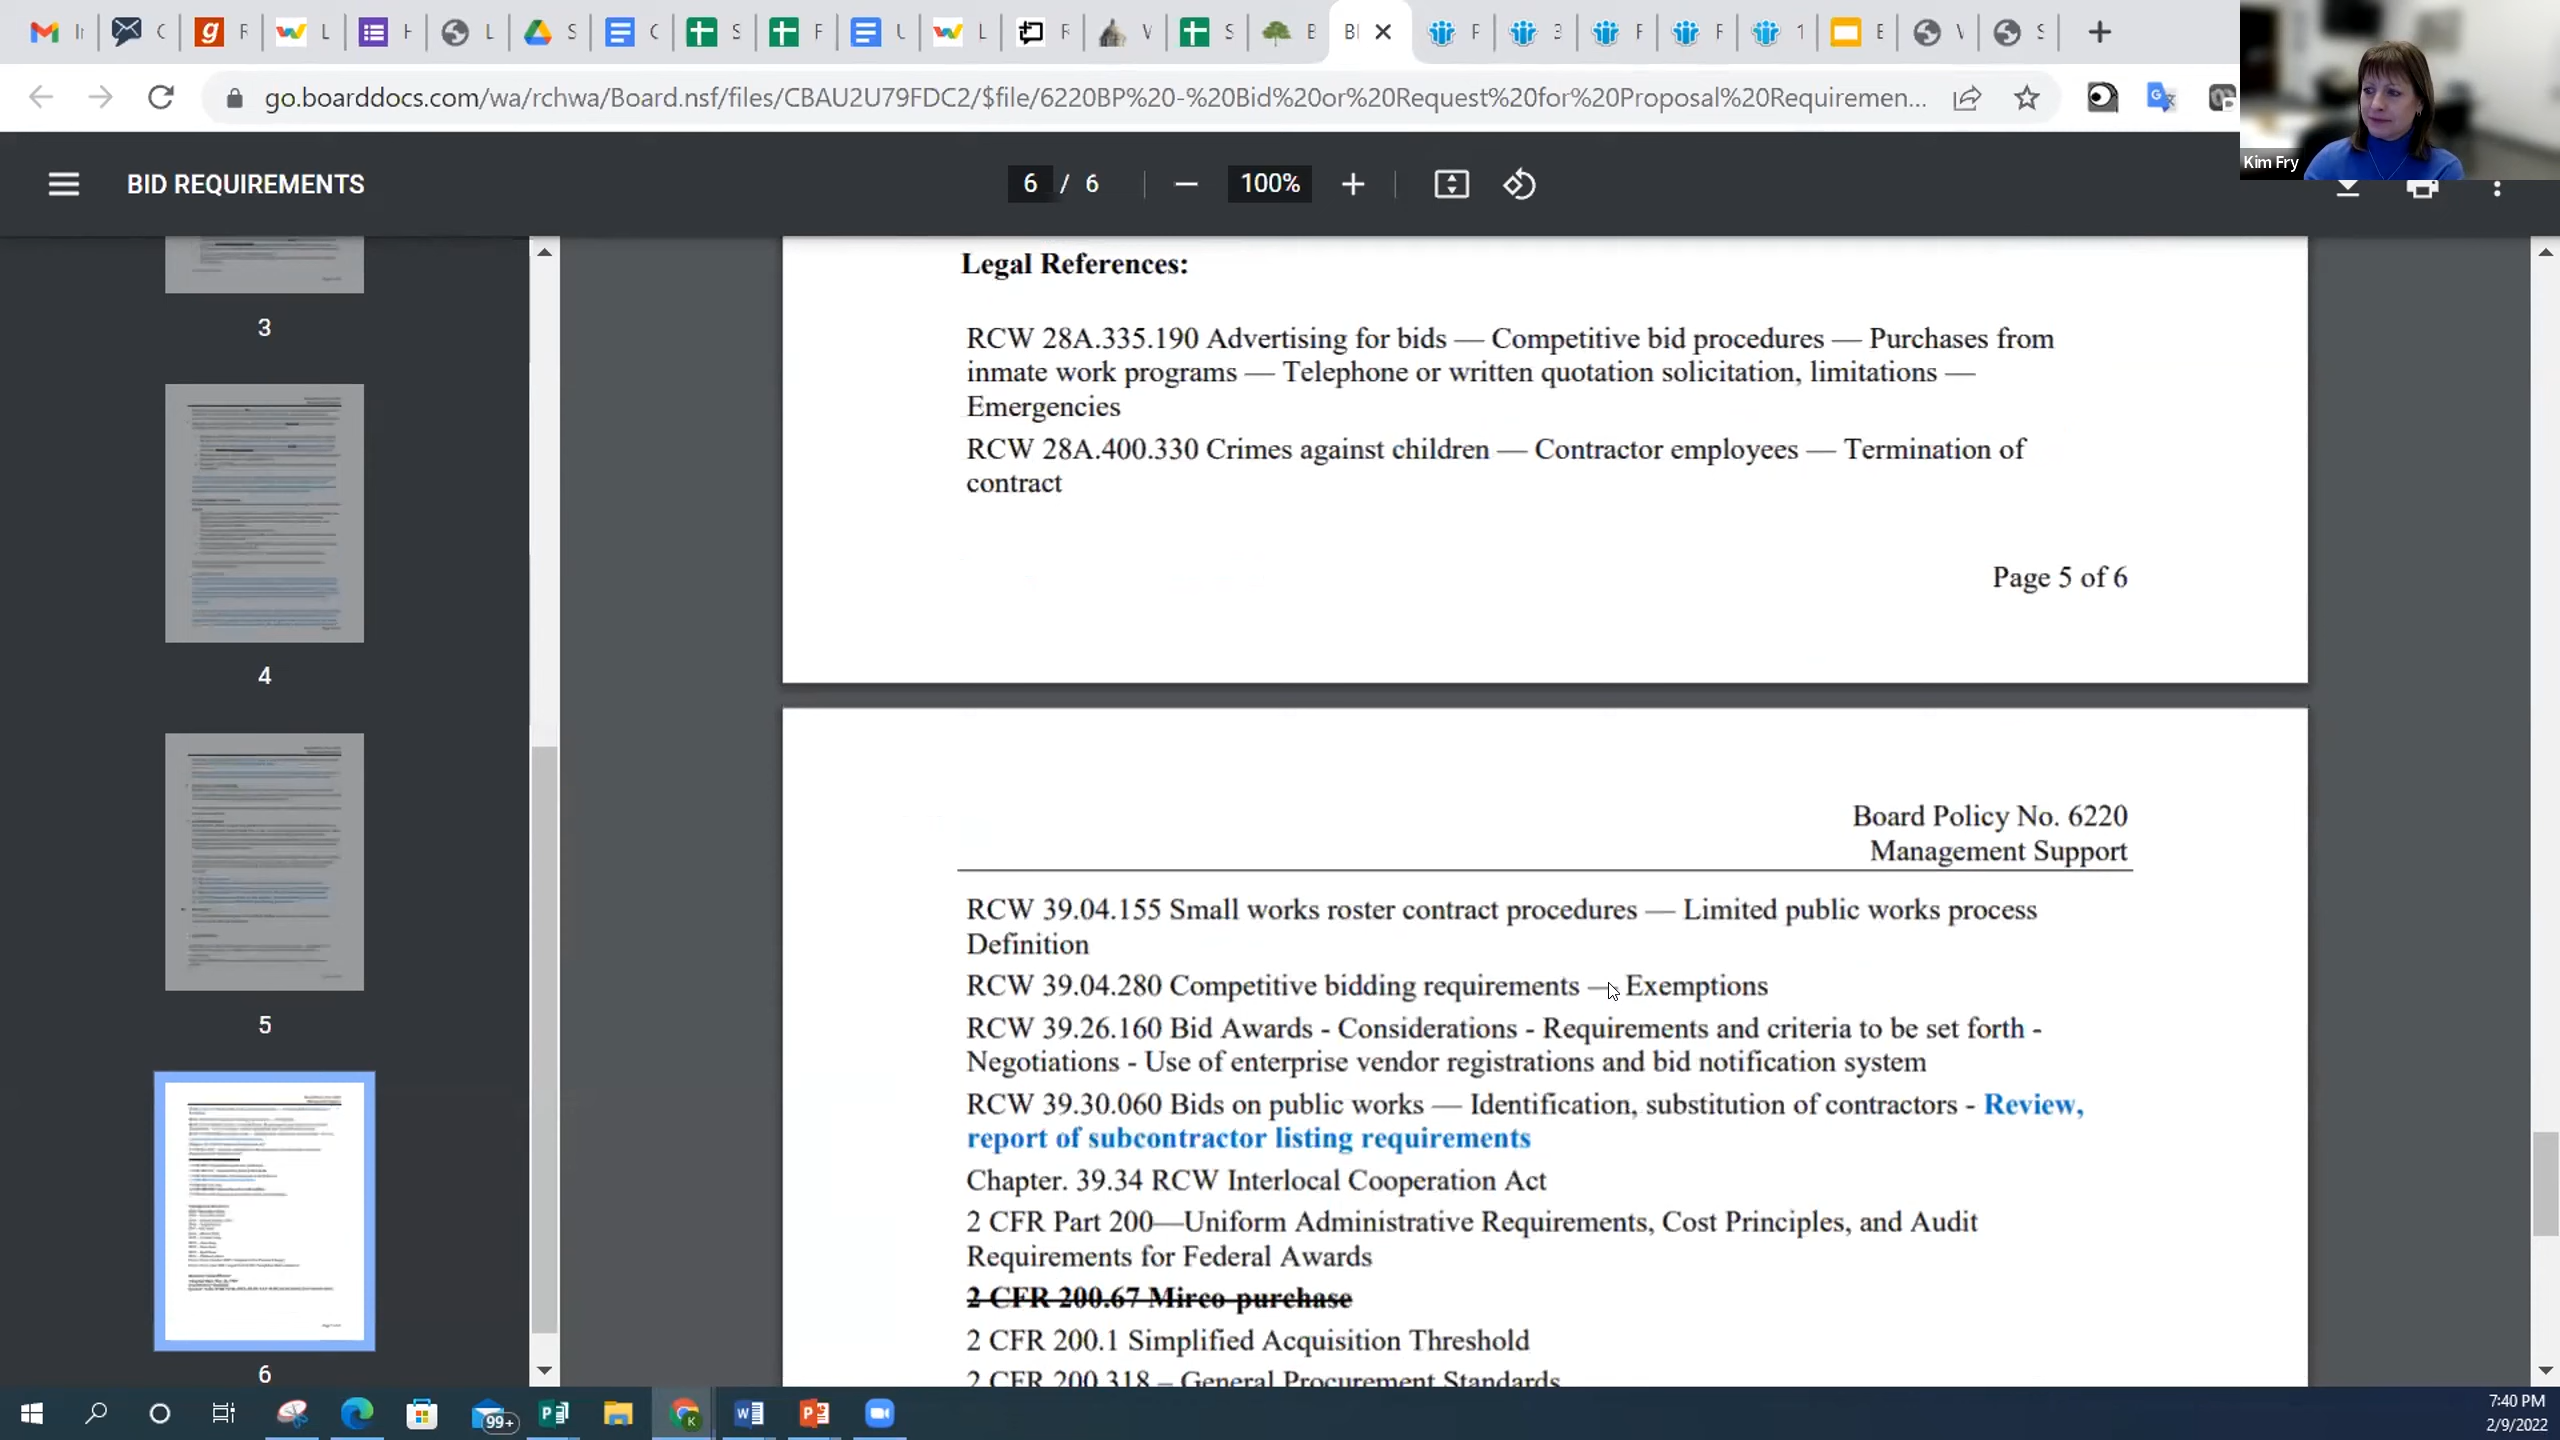 go.boarddocs.com/wa/rchwa/Board.nsf/files/CBAU2U79FDC2/$file/6220BP%20-%20Bid%20or%20Request%20for%20Proposal%20Requiremen...
Kim Fry
BID REQUIREMENTS
6 / 6
100%
3
4
5
6
Legal References:
RCW 28A.335.190 Advertising for bids — Competitive bid procedures — Purchases from
inmate work programs — Telephone or written quotation solicitation, limitations —
Emergencies
RCW 28A.400.330 Crimes against children — Contractor employees — Termination of
contract
Page 5 of 6
Board Policy No. 6220
Management Support
RCW 39.04.155 Small works roster contract procedures — Limited public works process
Definition
RCW 39.04.280 Competitive bidding requirements — Exemptions
RCW 39.26.160 Bid Awards - Considerations - Requirements and criteria to be set forth -
Negotiations - Use of enterprise vendor registrations and bid notification system
RCW 39.30.060 Bids on public works — Identification, substitution of contractors - Review,
report of subcontractor listing requirements
Chapter. 39.34 RCW Interlocal Cooperation Act
2 CFR Part 200—Uniform Administrative Requirements, Cost Principles, and Audit
Requirements for Federal Awards
2 CFR 200.67 Mirco-purchase
2 CFR 200.1 Simplified Acquisition Threshold
2 CFR 200.318 – General Procurement Standards
99+
7:40 PM
2/9/2022